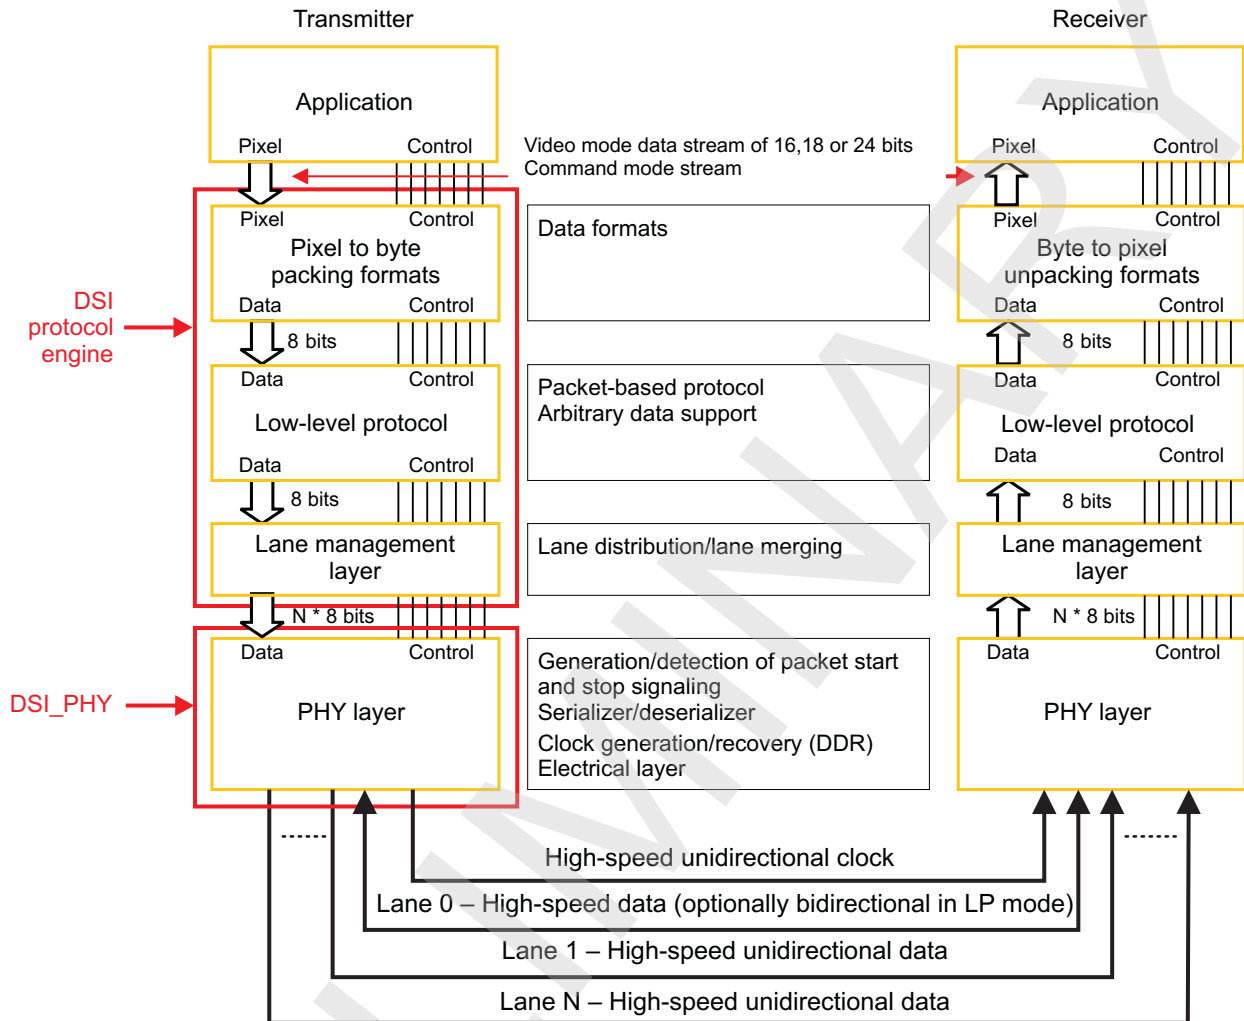 Transmitter
Receiver
Application
Pixel
Control
Video mode data stream of 16,18 or 24 bits
Command mode stream
Application
Pixel
Control
DSI
protocol
engine
Pixel
Control
Pixel to byte
packing formats
Data
Control
Data formats
Pixel
Control
Byte to pixel
unpacking formats
Data
Control
8 bits
8 bits
Data
Control
Low-level protocol
Data
Control
Packet-based protocol
Arbitrary data support
Data
Control
Low-level protocol
Data
Control
8 bits
8 bits
Lane management
layer
Lane distribution/lane merging
Lane management
layer
N * 8 bits
N * 8 bits
DSI_PHY
Data
Control
PHY layer
Generation/detection of packet start
and stop signaling
Serializer/deserializer
Clock generation/recovery (DDR)
Electrical layer
Data
Control
PHY layer
High-speed unidirectional clock
Lane 0 – High-speed data (optionally bidirectional in LP mode)
Lane 1 – High-speed unidirectional data
Lane N – High-speed unidirectional data
LIMINARY